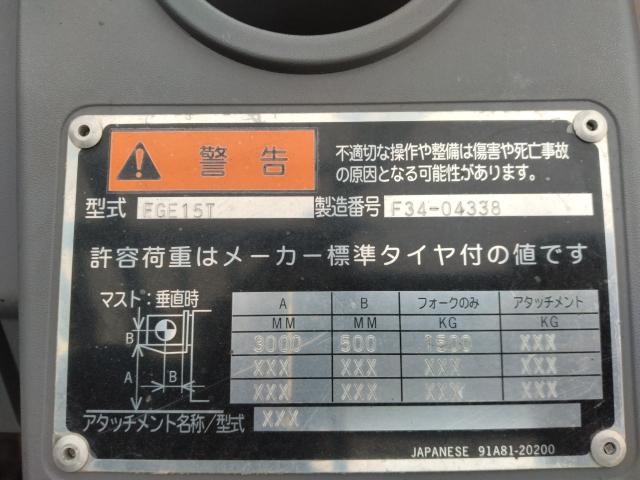 警告
不適切な操作や整備は傷害や死亡事故
の原因となる可能性があります。
型式 FGE15T 製造番号 F34-04338
許容荷重はメーカー標準タイヤ付の値です
マスト:垂直時
A B フォークのみ アタッチメント
MM MM KG KG
3000 500 1500 XXX
XXX XXX XXX XXX
XXX XXX XXX XXX
B
A B
アタッチメント名称/型式 XXX
JAPANESE 91A81-20200